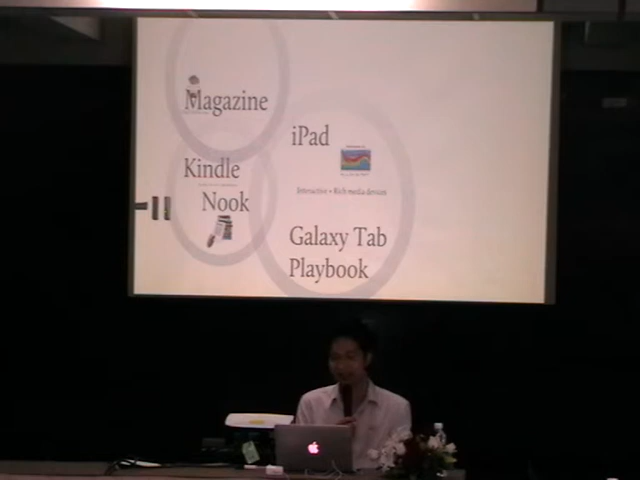 Magazine
Kindle
Nook
iPad
Interactive + Rich media devices
Galaxy Tab
Playbook